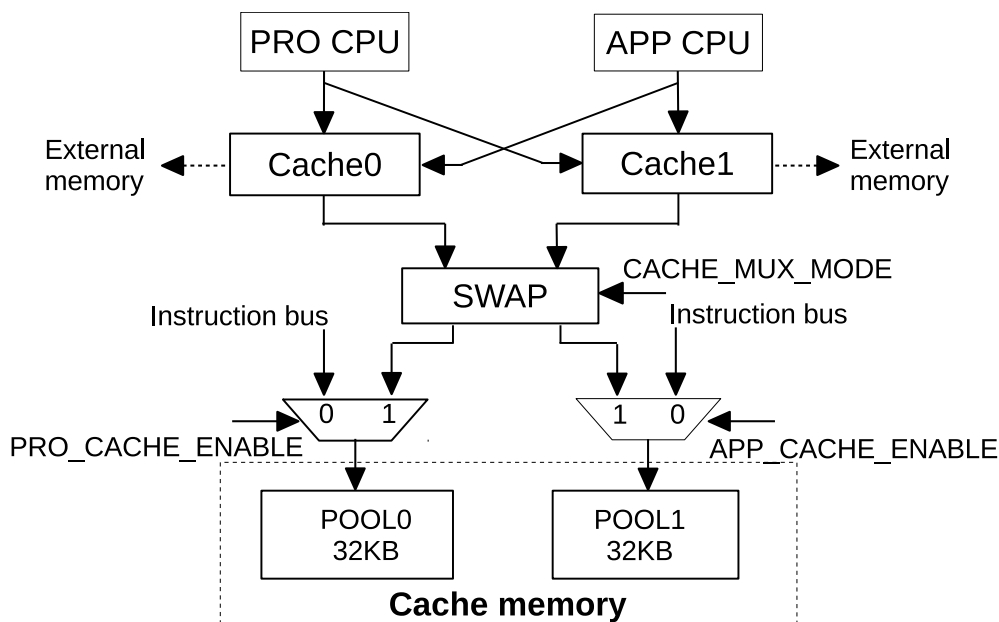 PRO CPU
APP CPU
External
memory
Cache0
Cache1
External
memory
SWAP
CACHE_MUX_MODE
Instruction bus
Instruction bus
0 1
1 0
PRO_CACHE_ENABLE
APP_CACHE_ENABLE
POOL0
32KB
POOL1
32KB
Cache memory